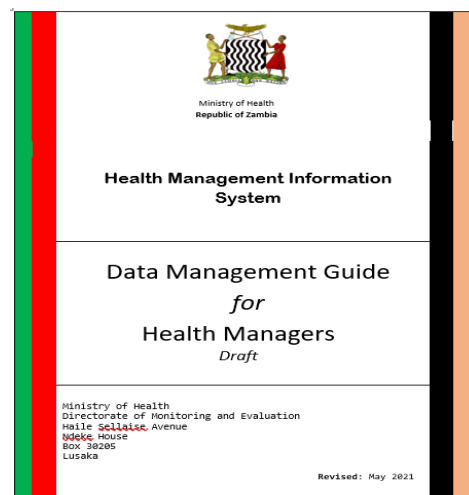 Ministry of Health
Republic of Zambia
Health Management Information
System
Data Management Guide
for
Health Managers
Draft
Ministry of Health
Directorate of Monitoring and Evaluation
Haile Sellaise Avenue
Ndeke House
Box 30205
Lusaka
Revised: May 2021